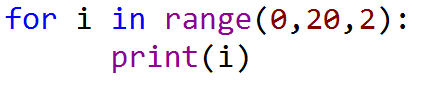 for i in range(0,20,2):
      print(i)